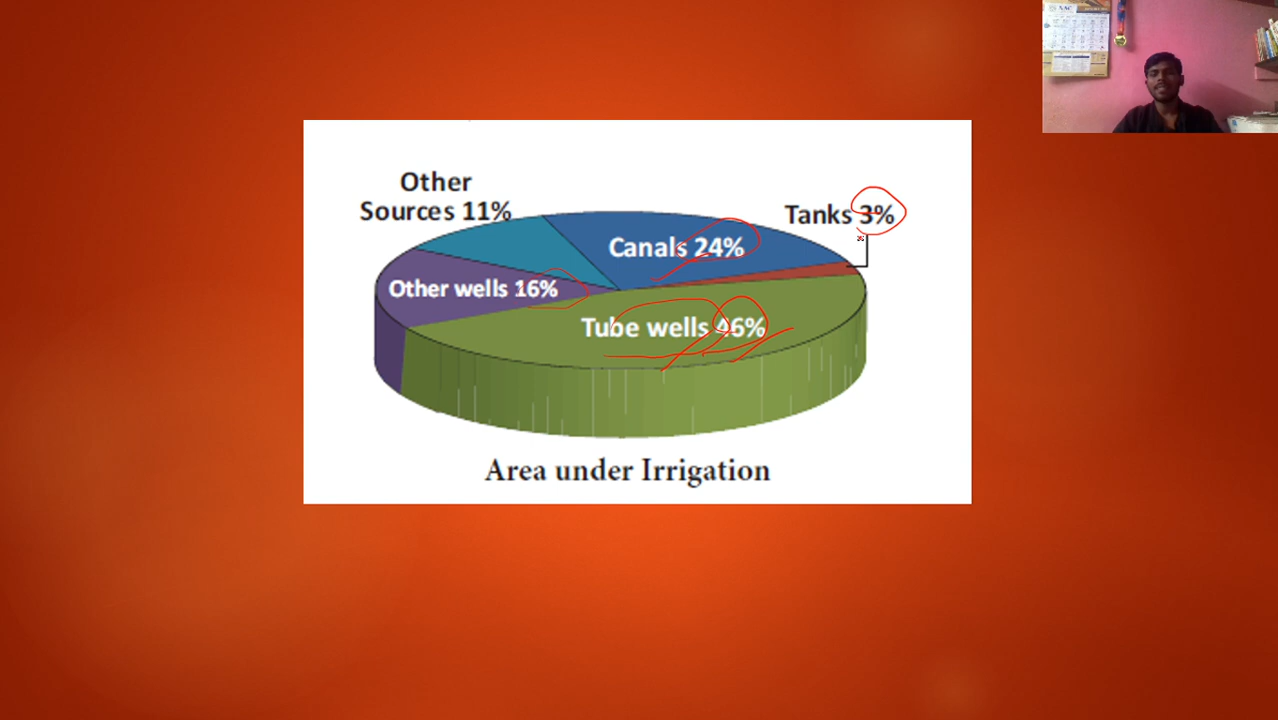 Other
Sources 11%
Tanks 3%
Canals 24%
Other wells 16%
Tube wells 46%
Area under Irrigation